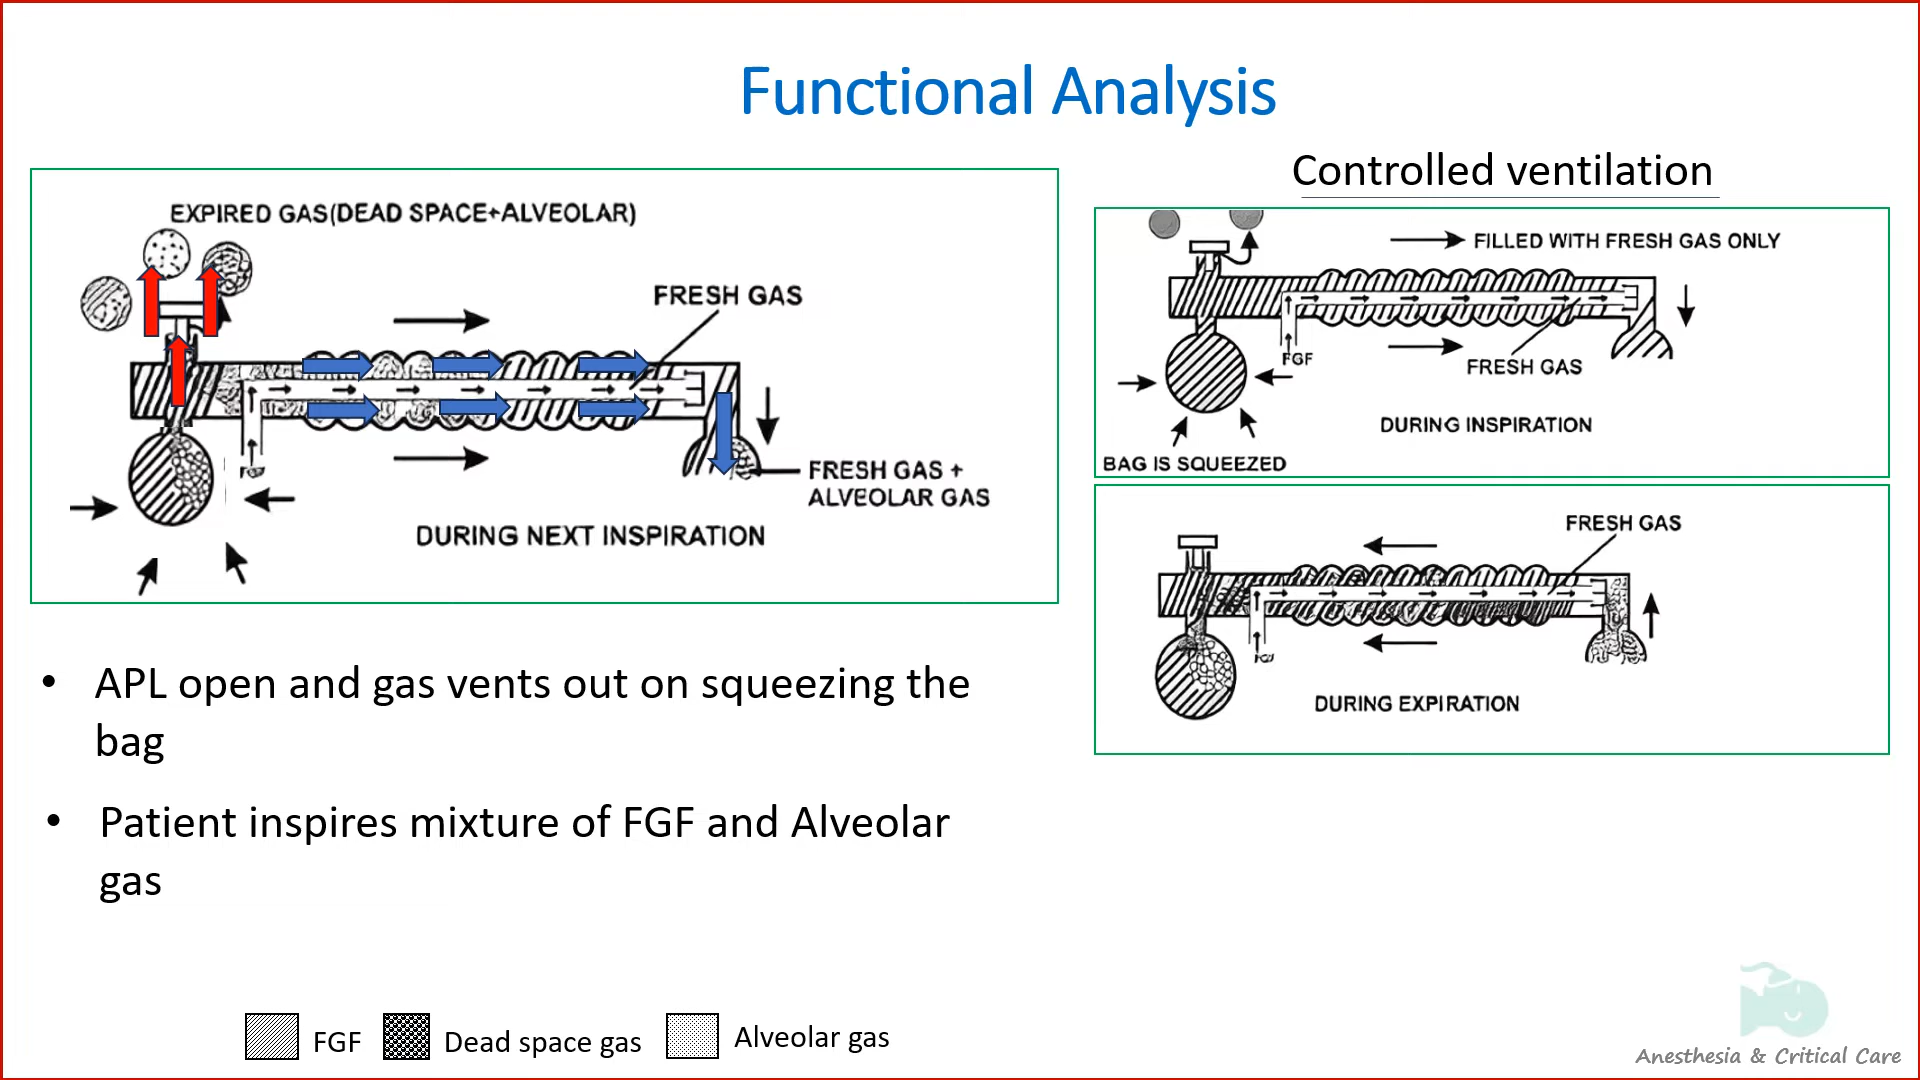 Functional Analysis
Controlled ventilation
EXPIRED GAS(DEAD SPACE+ALVEOLAR)
FRESH GAS
FRESH GAS +
ALVEOLAR GAS
DURING NEXT INSPIRATION
FILLED WITH FRESH GAS ONLY
FGF
FRESH GAS
DURING INSPIRATION
BAG IS SQUEEZED
FRESH GAS
DURING EXPIRATION
• APL open and gas vents out on squeezing the
bag
• Patient inspires mixture of FGF and Alveolar
gas
FGF
Dead space gas
Alveolar gas
Anesthesia & Critical Care